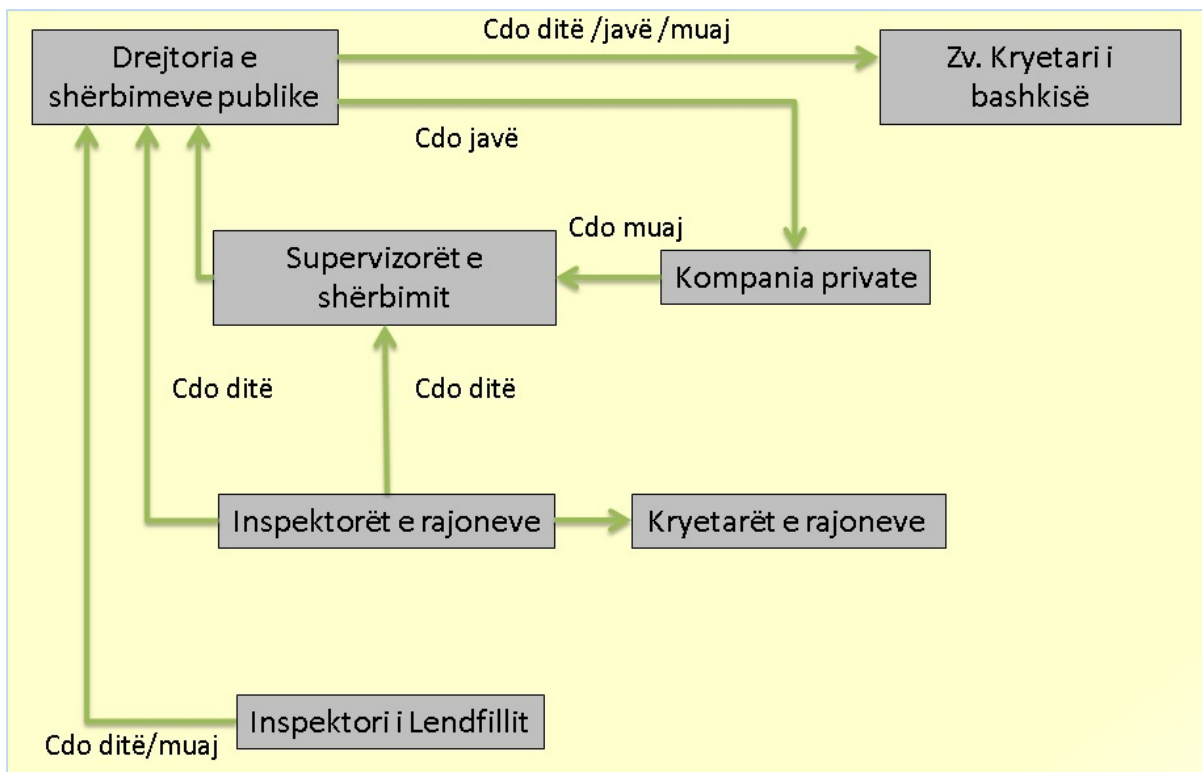 Cdo ditë /javë /muaj
Drejtoria e
shërbimeve publike
Zv. Kryetari i
bashkisë
Cdo javë
Cdo muaj
Supervizorët e
shërbimit
Kompania private
Cdo ditë
Cdo ditë
Inspektorët e rajoneve
Kryetarët e rajoneve
Inspektori i Lendfillit
Cdo ditë/muaj